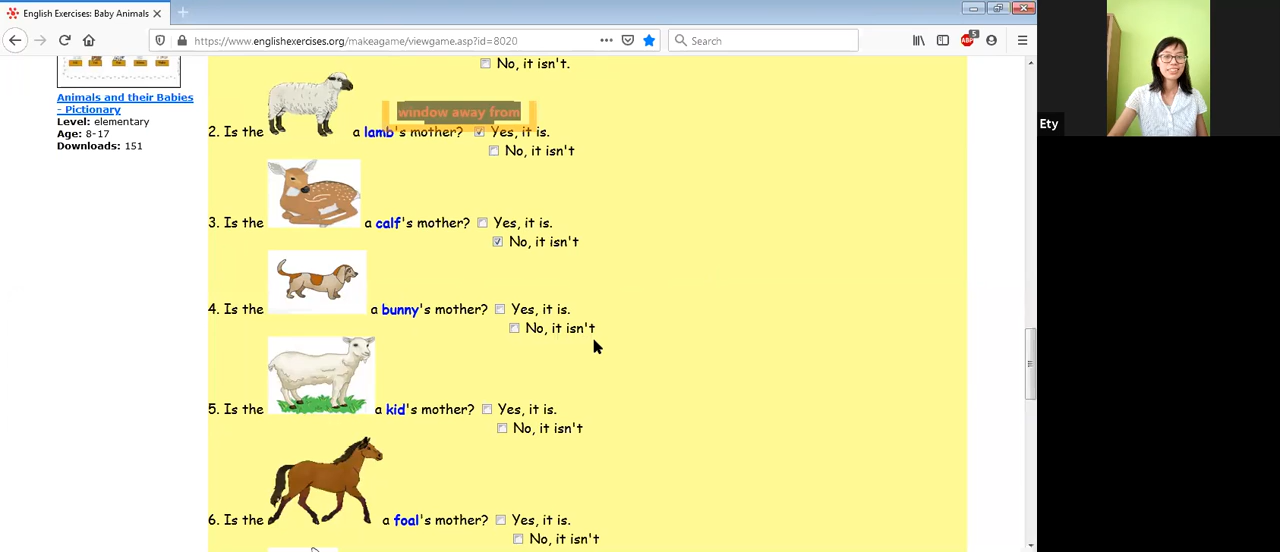 English Exercises: Baby Animals
https://www.englishexercises.org/makeagame/viewgame.asp?id=8020
Search
5
ABP
Ety
Animals and their Babies
- Pictionary
Level: elementary
Age: 8-17
Downloads: 151
No, it isn't.
window away from
2. Is the a lamb's mother? Yes, it is.
No, it isn't
3. Is the a calf's mother? Yes, it is.
No, it isn't
4. Is the a bunny's mother? Yes, it is.
No, it isn't
5. Is the a kid's mother? Yes, it is.
No, it isn't
6. Is the a foal's mother? Yes, it is.
No, it isn't